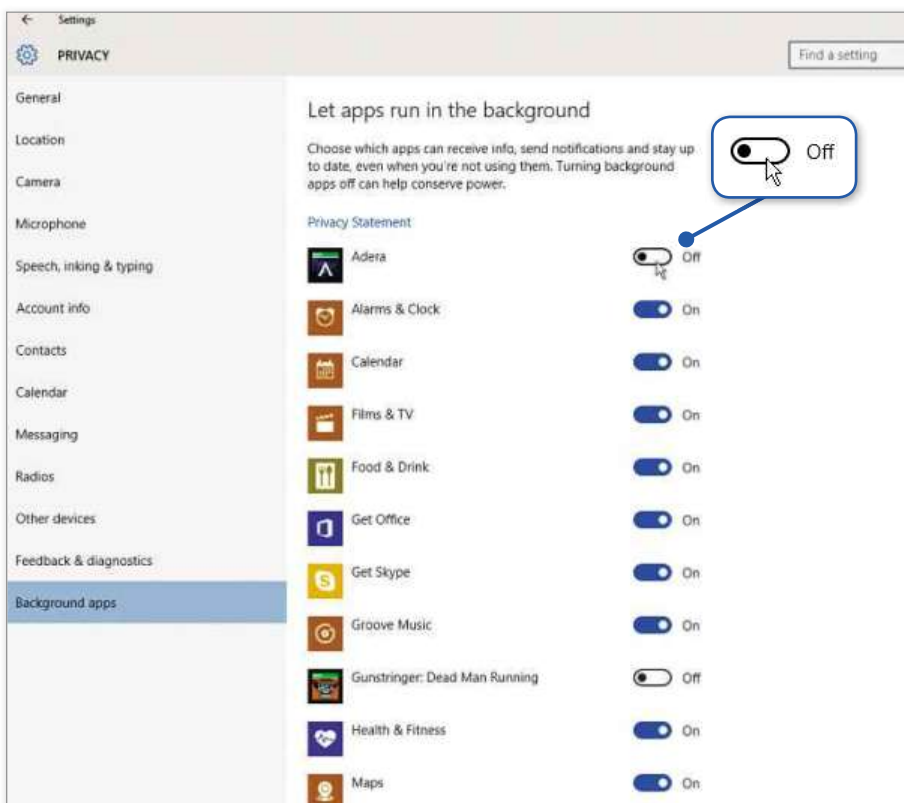 Settings
PRIVACY
Find a setting
General
Location
Camera
Microphone
Speech, inking & typing
Account info
Contacts
Calendar
Messaging
Radios
Other devices
Feedback & diagnostics
Background apps
Let apps run in the background
Choose which apps can receive info, send notifications and stay up
to date, even when you're not using them. Turning background
apps off can help conserve power.
Off
Privacy Statement
Adera Off
Alarms & Clock On
Calendar On
Films & TV On
Food & Drink On
Get Office On
Get Skype On
Groove Music On
Gunstringer: Dead Man Running Off
Health & Fitness On
Maps On